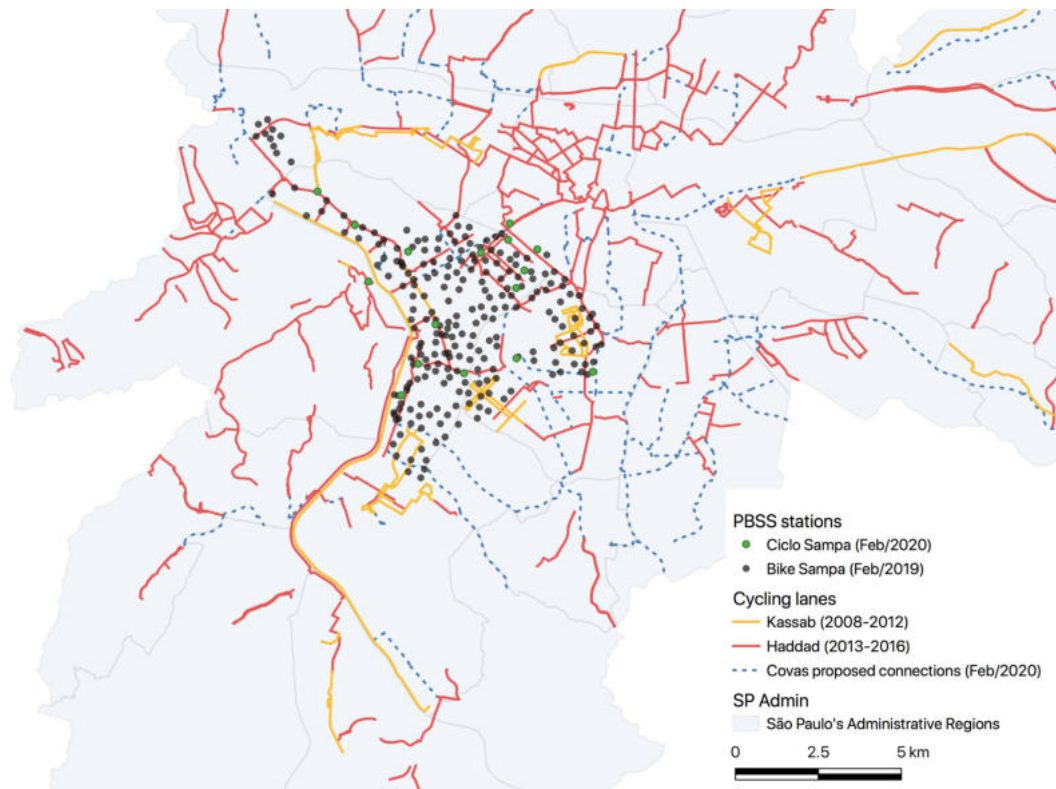 PBSS stations
Ciclo Sampa (Feb/2020)
Bike Sampa (Feb/2019)
Cycling lanes
Kassab (2008-2012)
Haddad (2013-2016)
Covas proposed connections (Feb/2020)
SP Admin
São Paulo's Administrative Regions
0 2.5 5 km